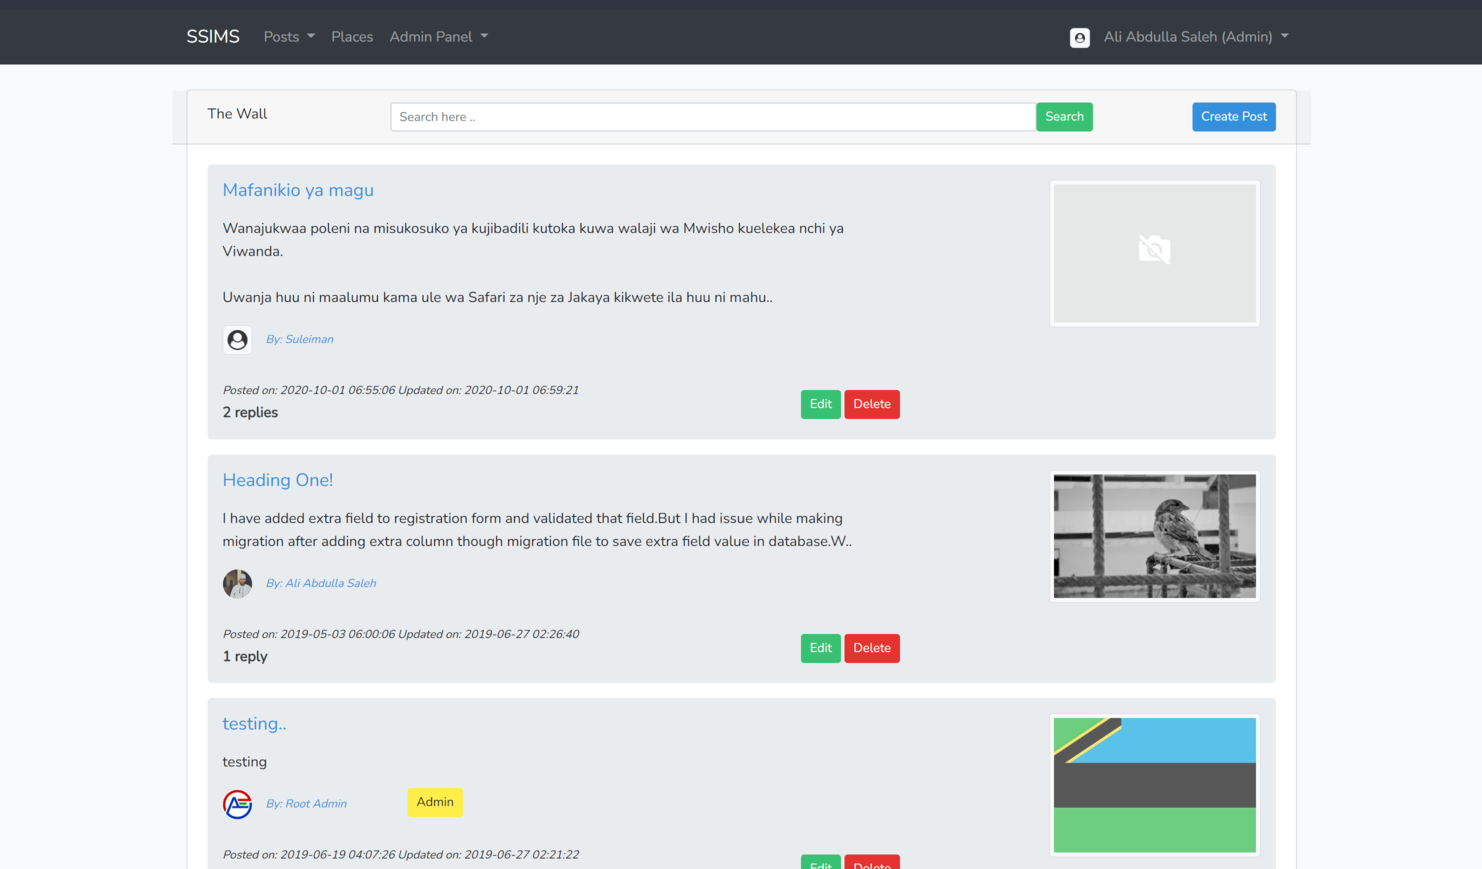 SSIMS Posts Places Admin Panel Ali Abdulla Saleh (Admin)
The Wall Search here .. Search Create Post
Mafanikio ya magu
Wanajukwaa poleni na misukosuko ya kujibadili kutoka kuwa walaji wa Mwisho kuelekea nchi ya
Viwanda.
Uwanja huu ni maalumu kama ule wa Safari za nje za Jakaya kikwete ila huu ni mahu..
By: Suleiman
Posted on: 2020-10-01 06:55:06 Updated on: 2020-10-01 06:59:21
2 replies
Edit Delete
Heading One!
I have added extra field to registration form and validated that field.But I had issue while making
migration after adding extra column though migration file to save extra field value in database.W..
By: Ali Abdulla Saleh
Posted on: 2019-05-03 06:00:06 Updated on: 2019-06-27 02:26:40
1 reply
Edit Delete
testing..
testing
By: Root Admin Admin
Posted on: 2019-06-19 04:07:26 Updated on: 2019-06-27 02:21:22
Edit Delete